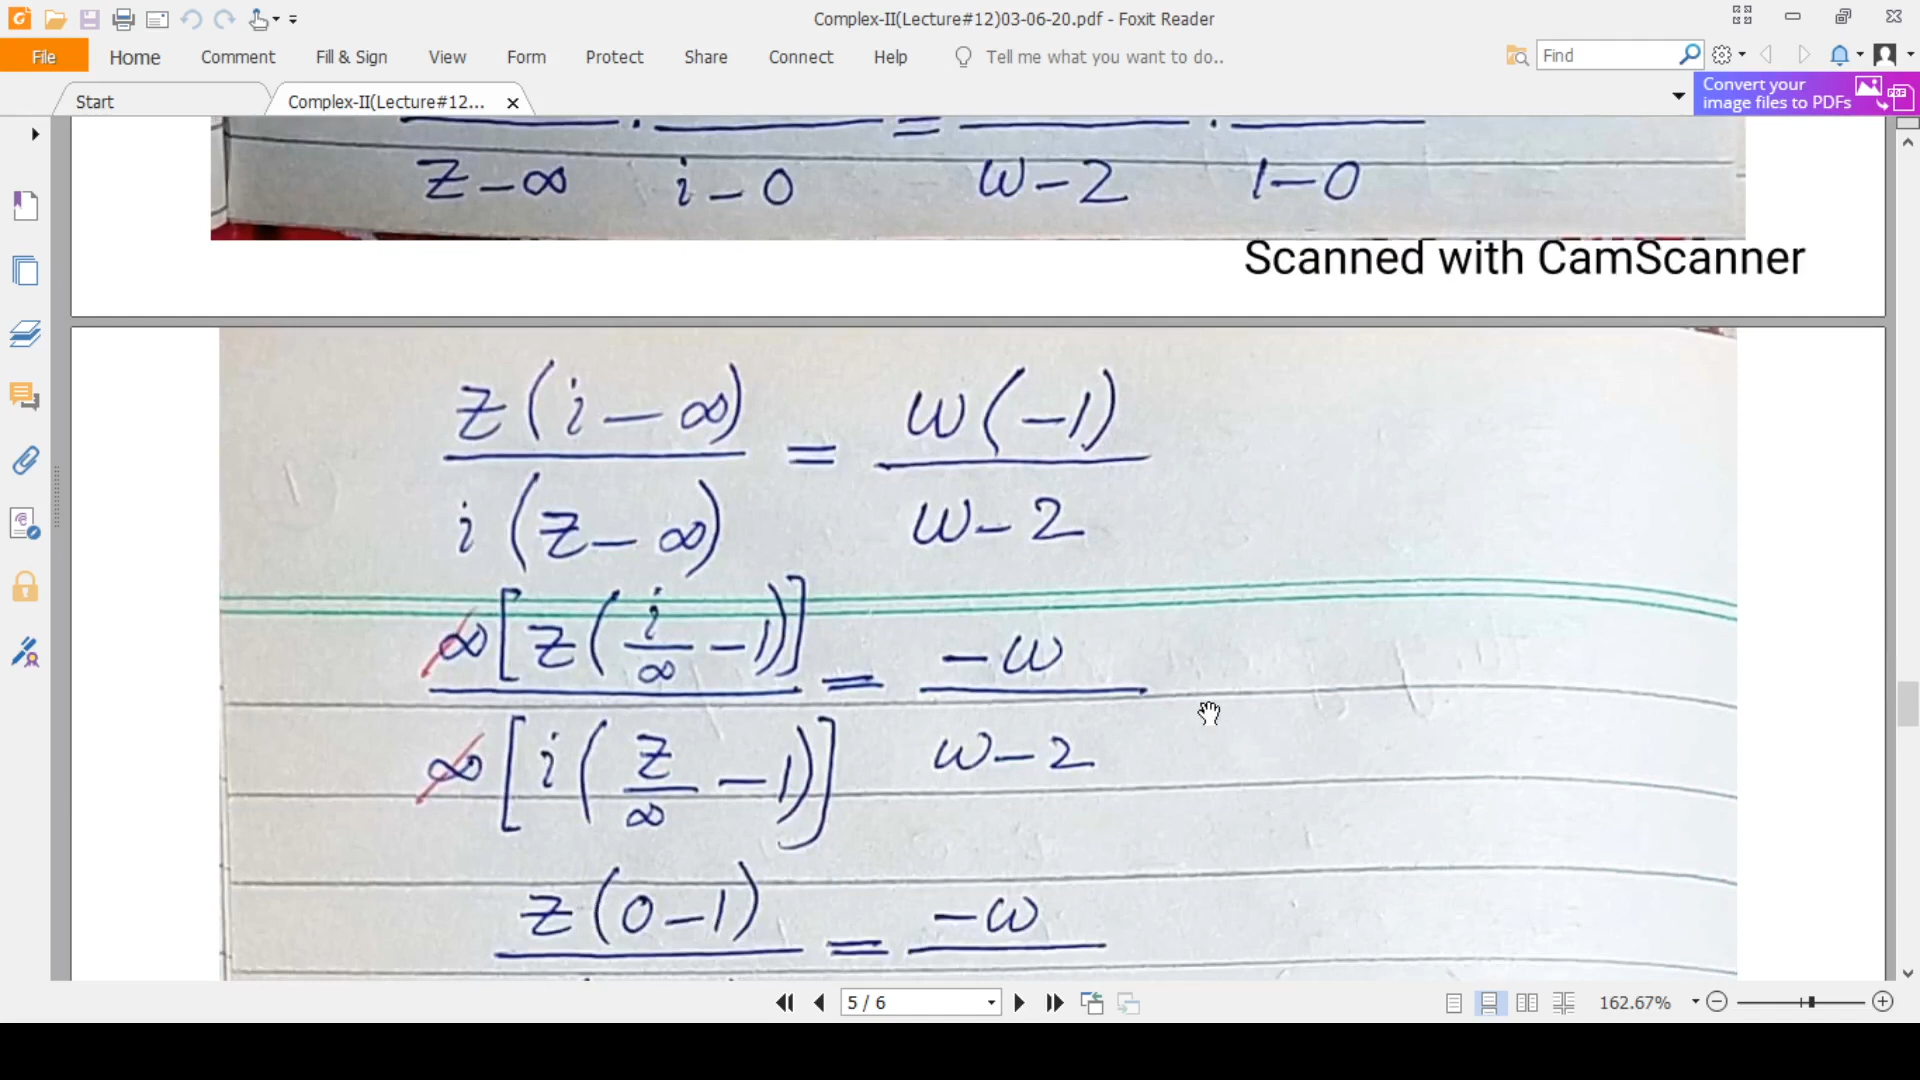 Complex-II(Lecture#12)03-06-20.pdf - Foxit Reader
File Home Comment Fill & Sign View Form Protect Share Connect Help Tell me what you want to do.. Find
Start Complex-II(Lecture#12...
Convert your
image files to PDFs
z-∞ i-0 w-2 1-0
Scanned with CamScanner
z(i-∞) = w(-1)
i(z-∞) w-2
∞[z(i/∞ -1)] = -w
∞[i(z/∞ -1)] w-2
z(0-1) = -w
5 / 6 162.67%